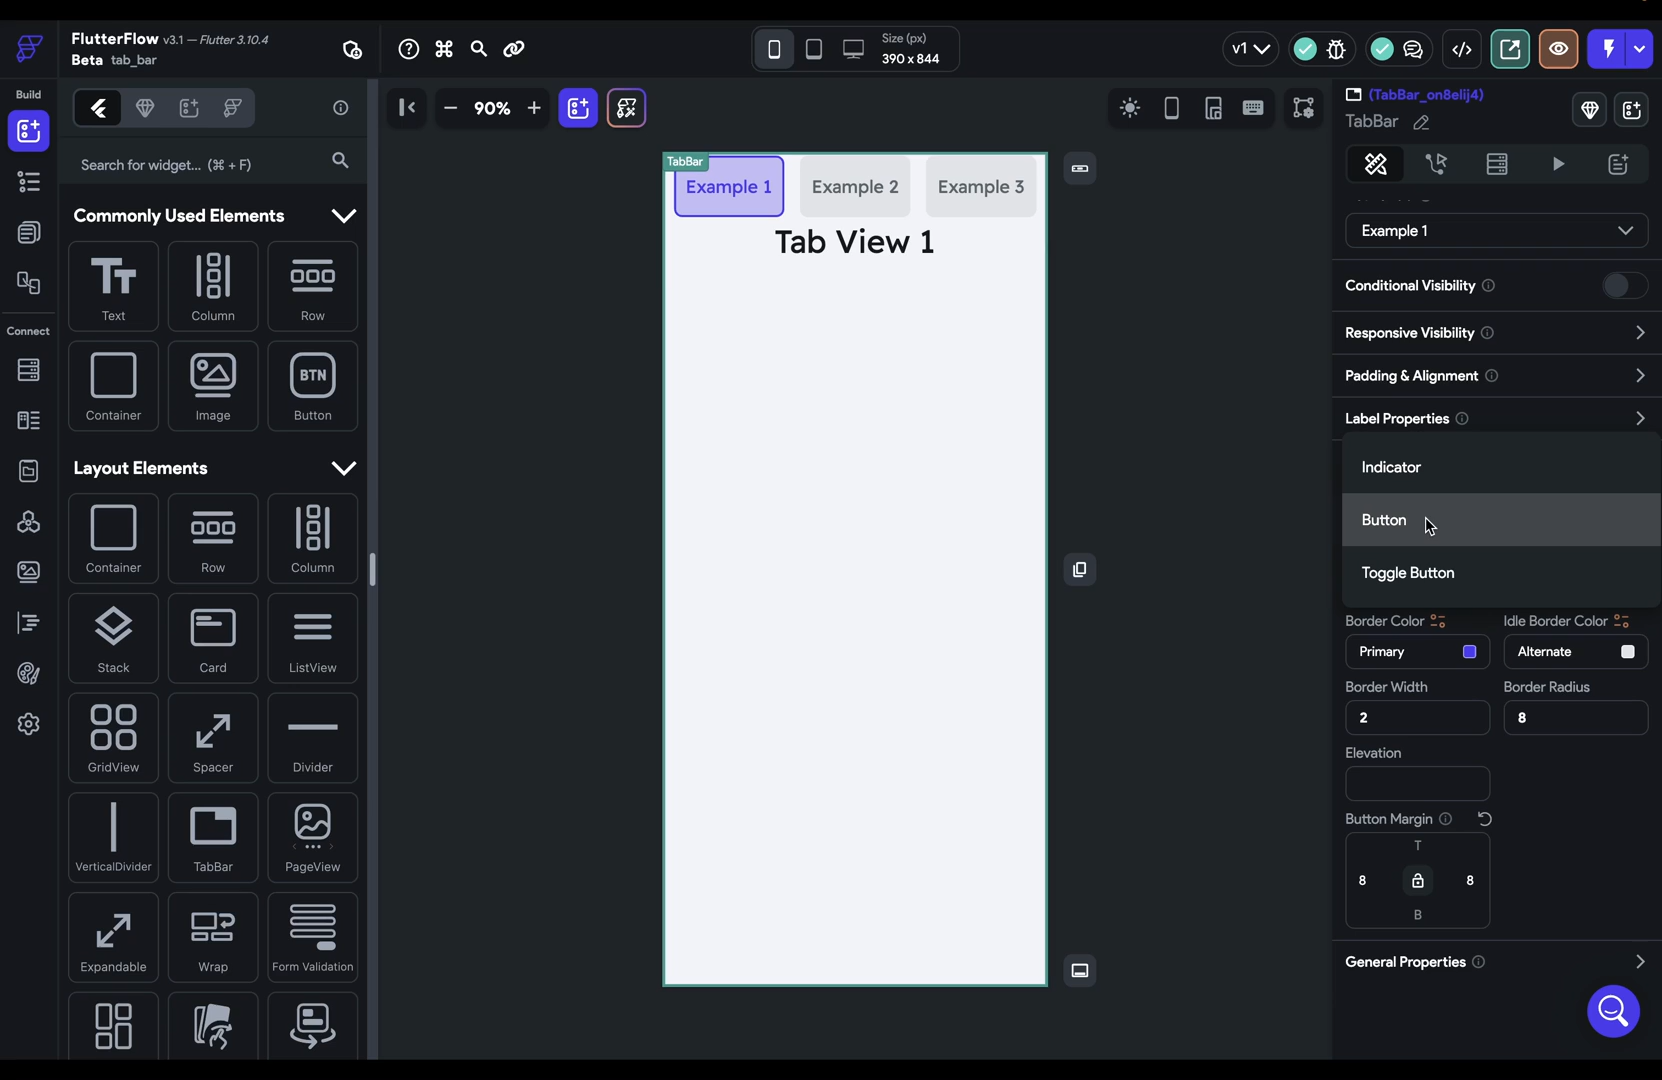 FlutterFlow v3.1 — Flutter 3.10.4
Beta tab_bar
Size (px)
390 x 844
v1
Build
Connect
Search for widget... (⌘ + F)
Commonly Used Elements
Text
Column
Row
Container
Image
BTN
Button
Layout Elements
Container
Row
Column
Stack
Card
ListView
GridView
Spacer
Divider
VerticalDivider
TabBar
PageView
Expandable
Wrap
Form Validation
90%
TabBar
Example 1
Example 2
Example 3
Tab View 1
(TabBar_on8elij4)
TabBar
Example 1
Conditional Visibility
Responsive Visibility
Padding & Alignment
Label Properties
Indicator
Button
Toggle Button
Border Color
Idle Border Color
Primary
Alternate
Border Width
Border Radius
2
8
Elevation
Button Margin
T
8
8
B
General Properties